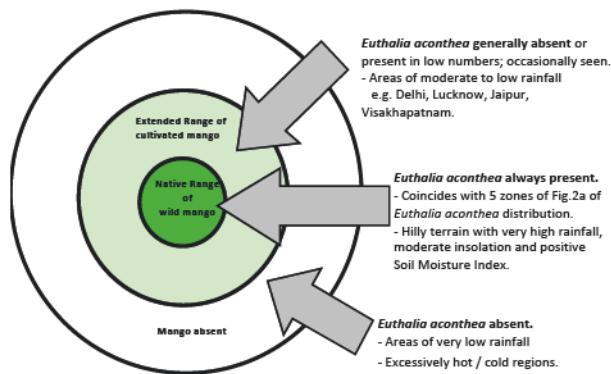 Euthalia aconthea generally absent or
present in low numbers; occasionally seen.
- Areas of moderate to low rainfall
e.g. Delhi, Lucknow, Jaipur,
Visakhapatnam.
Extended Range of
cultivated mango
Native Range
of
wild mango
Euthalia aconthea always present.
- Coincides with 5 zones of Fig.2a of
Euthalia aconthea distribution.
- Hilly terrain with very high rainfall,
moderate insolation and positive
Soil Moisture Index.
Mango absent
Euthalia aconthea absent.
- Areas of very low rainfall
- Excessively hot / cold regions.